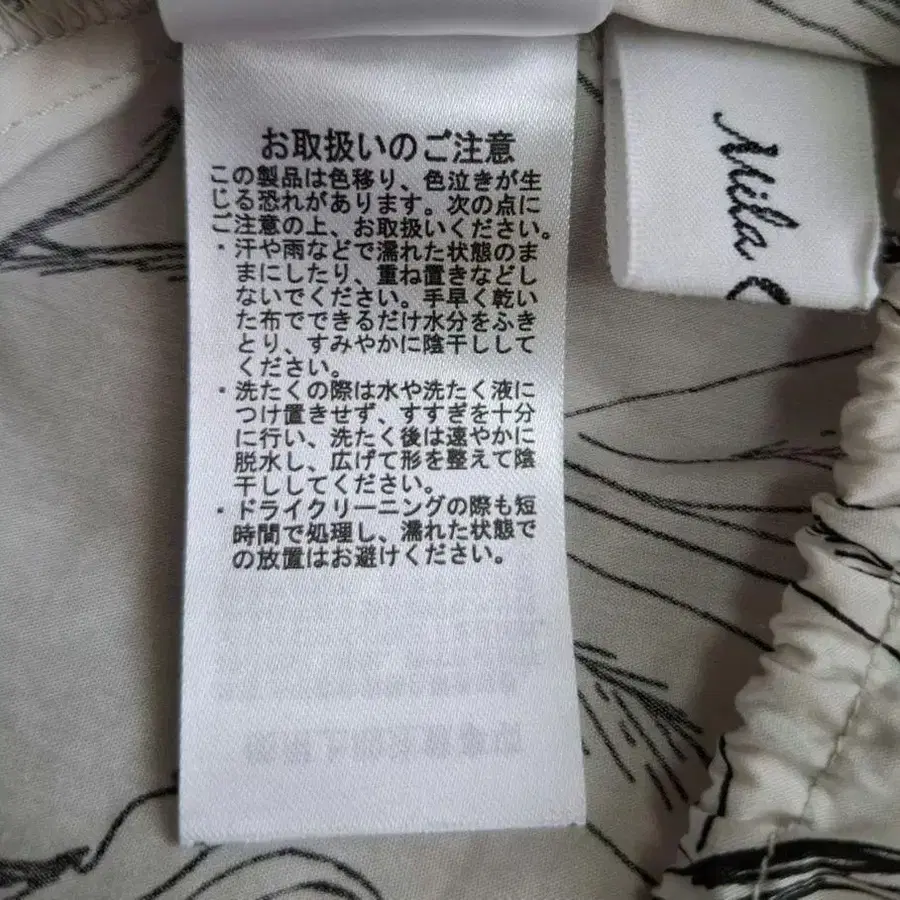 お取扱いのご注意
この製品は色移り、色泣きが生
じる恐れがあります。次の点に
ご注意の上、お取扱いください。
・汗や雨などで濡れた状態のま
まにしたり、重ね置きなどし
ないでください。手早く乾い
た布でできるだけ水分をふき
とり、すみやかに陰干しして
ください。
・洗たくの際は水や洗たく液に
つけ置きせず、すすぎを十分
に行い、洗たく後は速やかに
脱水し、広げて形を整えて陰
干ししてください。
・ドライクリーニングの際も短
時間で処理し、濡れた状態で
の放置はお避けください。
Mila